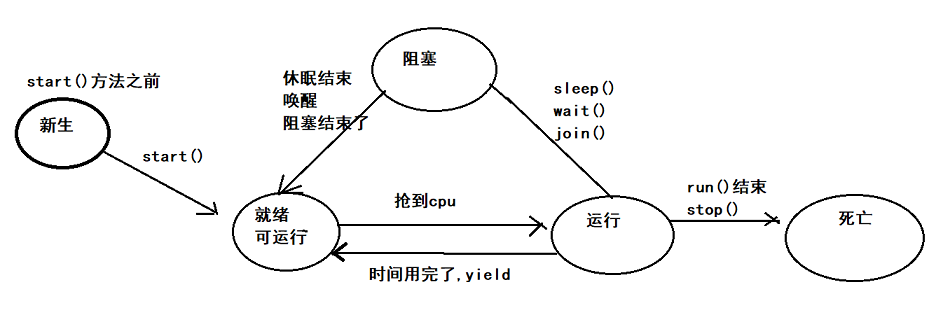 start()方法之前
新生
start()
休眠结束
唤醒
阻塞结束了
阻塞
sleep()
wait()
join()
就绪
可运行
抢到cpu
时间用完了,yield
运行
run()结束
stop()
死亡